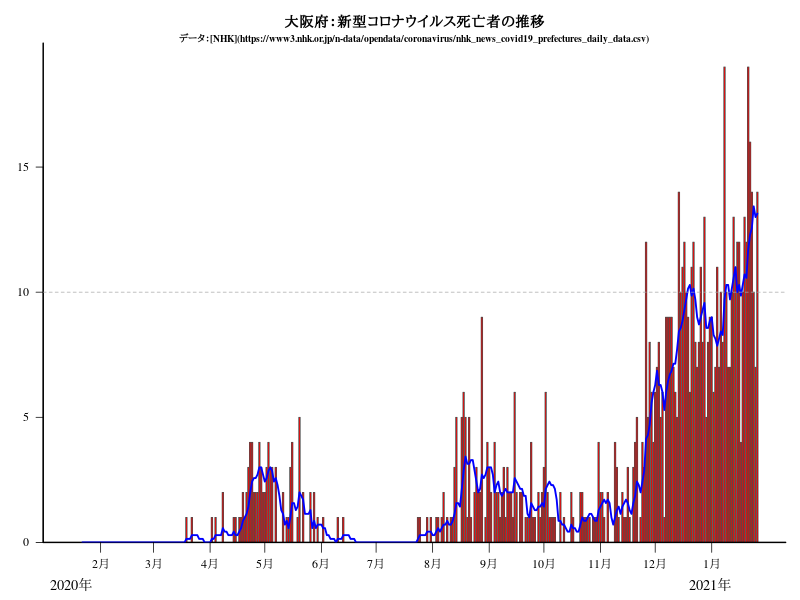 大阪府：新型コロナウイルス死亡者の推移
データ：[NHK](https://www3.nhk.or.jp/n-data/opendata/coronavirus/nhk_news_covid19_prefectures_daily_data.csv)
15
10
5
0
2月 3月 4月 5月 6月 7月 8月 9月 10月 11月 12月 1月
2020年 2021年